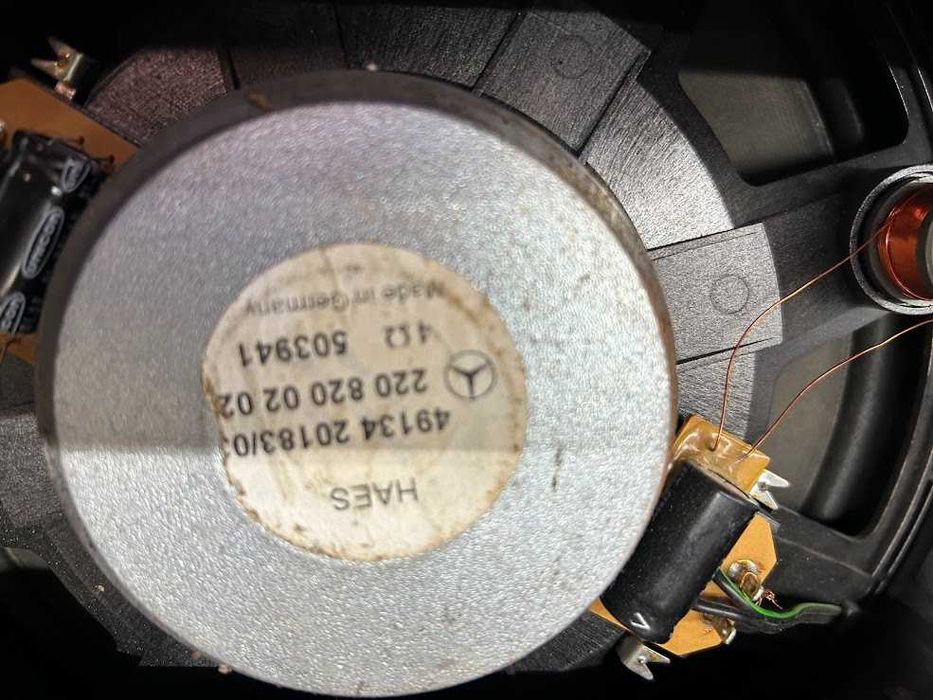 HAES
49134 20183/0
220 820 02 02
4 Ω 503941
Made in Germany